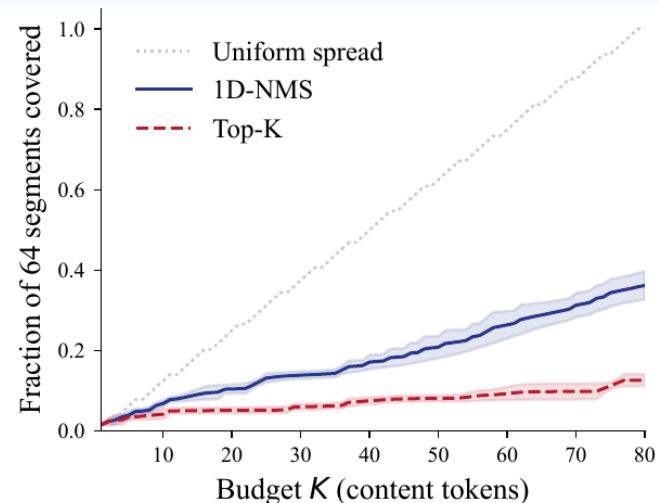 1.0
0.8
0.6
0.4
0.2
0.0
Fraction of 64 segments covered
Uniform spread
1D-NMS
Top-K
10 20 30 40 50 60 70 80
Budget K (content tokens)